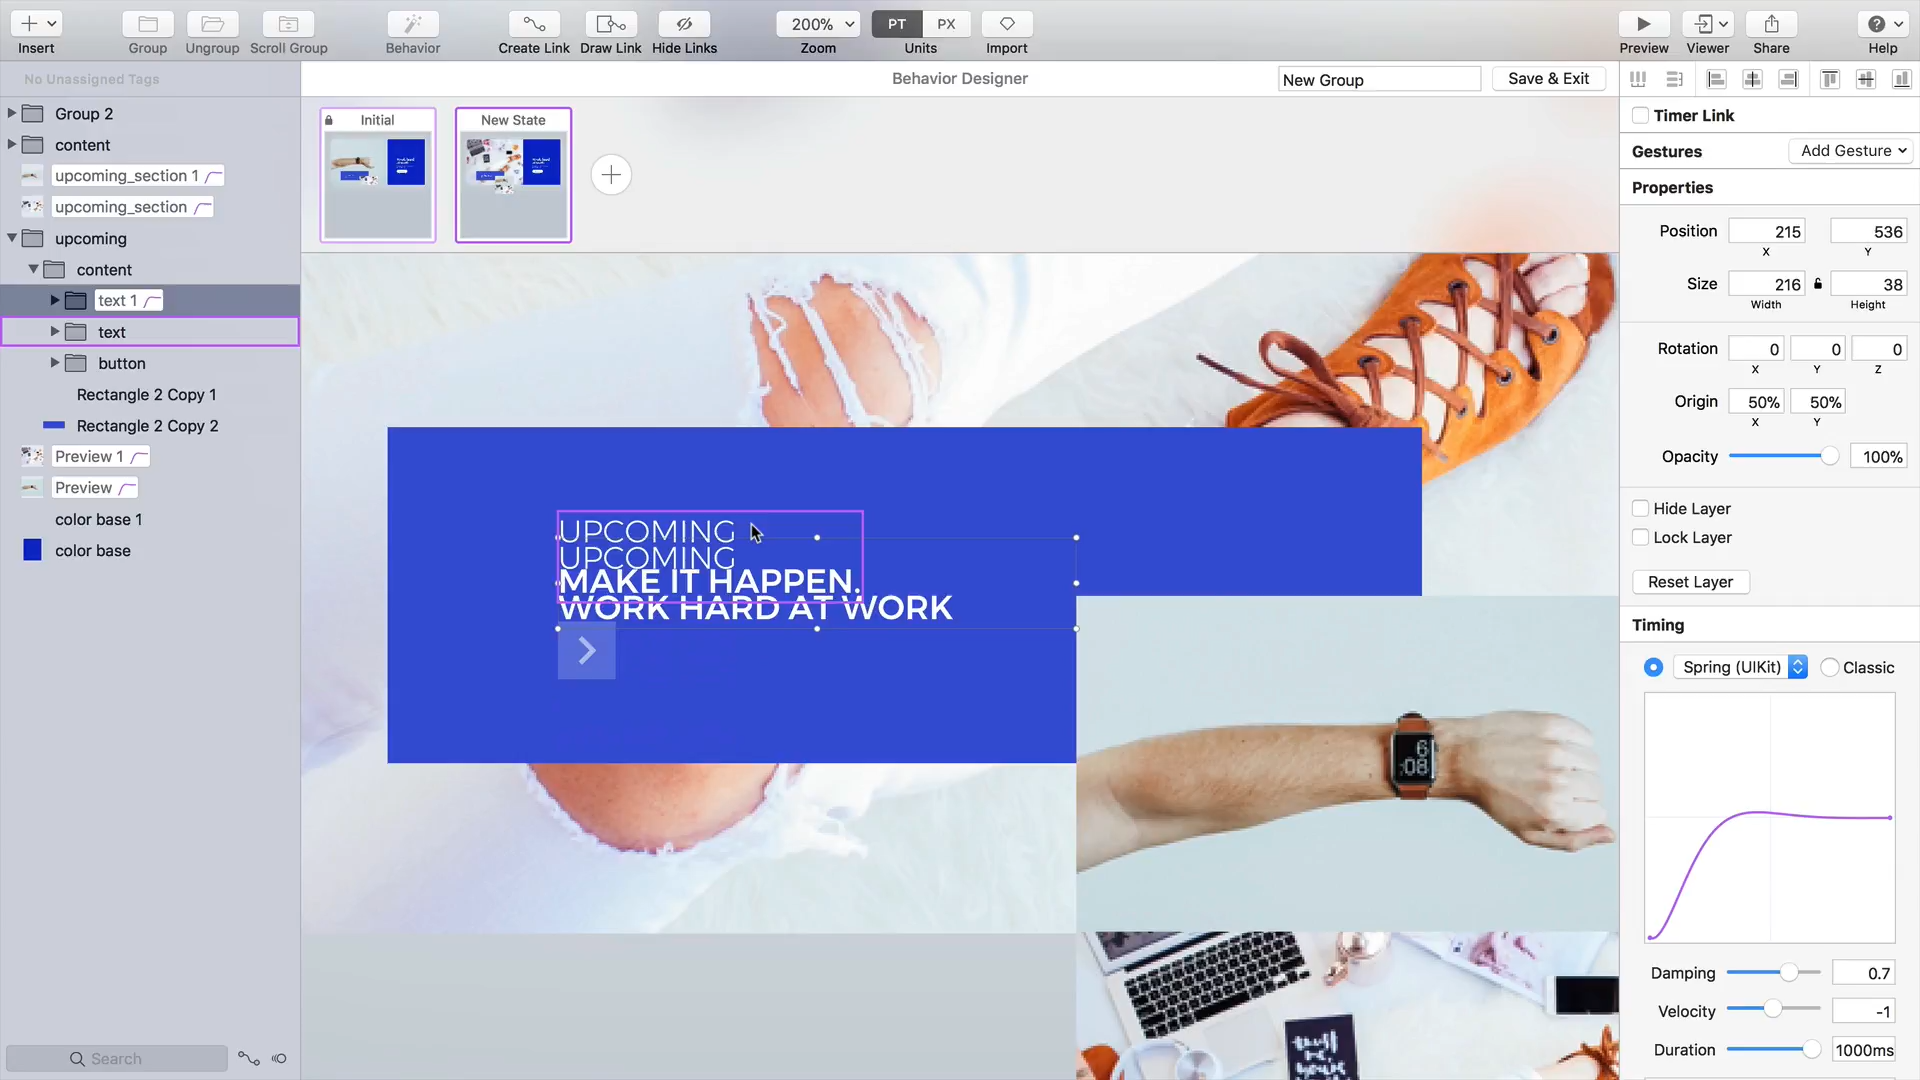 Insert
Group
Ungroup
Scroll Group
Behavior
Create Link
Draw Link
Hide Links
200%
Zoom
PT
PX
Units
Import
Preview
Viewer
Share
?
Help
No Unassigned Tags
Behavior Designer
New Group
Save & Exit
Group 2
content
upcoming_section 1
upcoming_section
upcoming
content
text 1
text
button
Rectangle 2 Copy 1
Rectangle 2 Copy 2
Preview 1
Preview
color base 1
color base
Search
Initial
New State
UPCOMING
UPCOMING
MAKE IT HAPPEN.
WORK HARD AT WORK
6
:08
Timer Link
Gestures
Add Gesture
Properties
Position
215
536
X
Y
Size
216
38
Width
Height
Rotation
0
0
0
X
Y
Z
Origin
50%
50%
X
Y
Opacity
100%
Hide Layer
Lock Layer
Reset Layer
Timing
Spring (UIKit)
Classic
Damping
0.7
Velocity
-1
Duration
1000ms